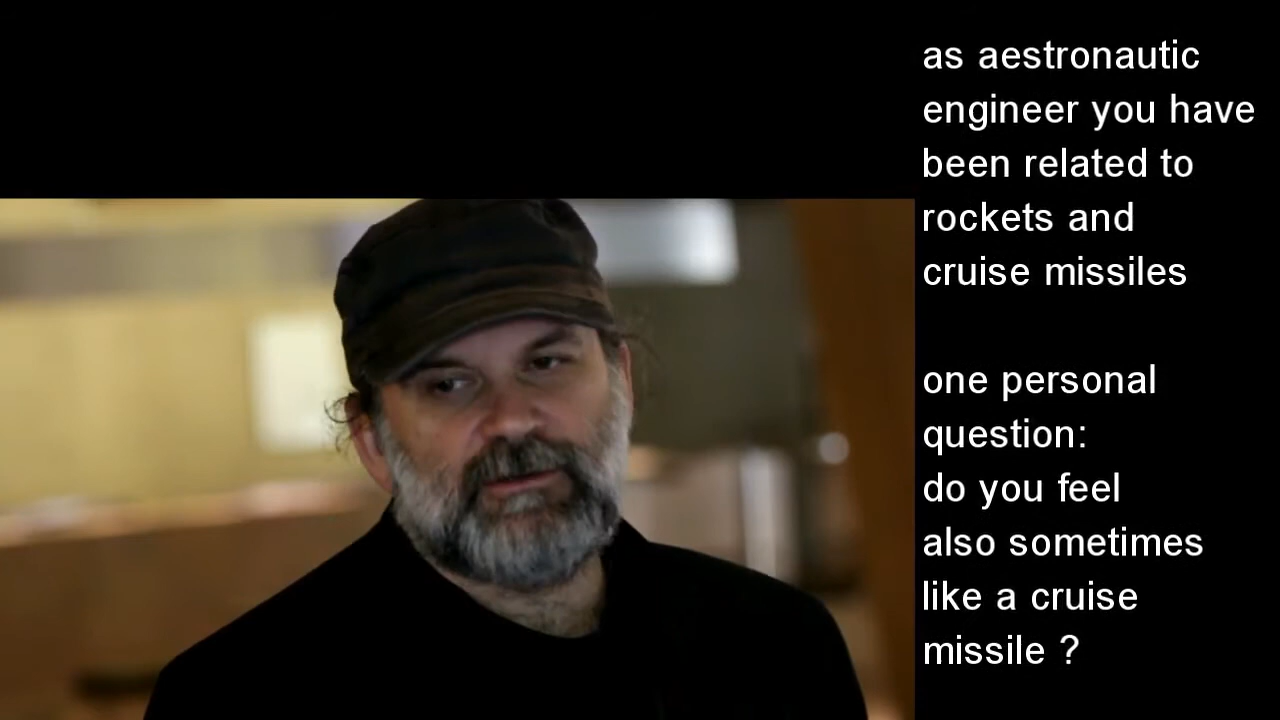 as aestronautic
engineer you have
been related to
rockets and
cruise missiles
one personal
question:
do you feel
also sometimes
like a cruise
missile ?